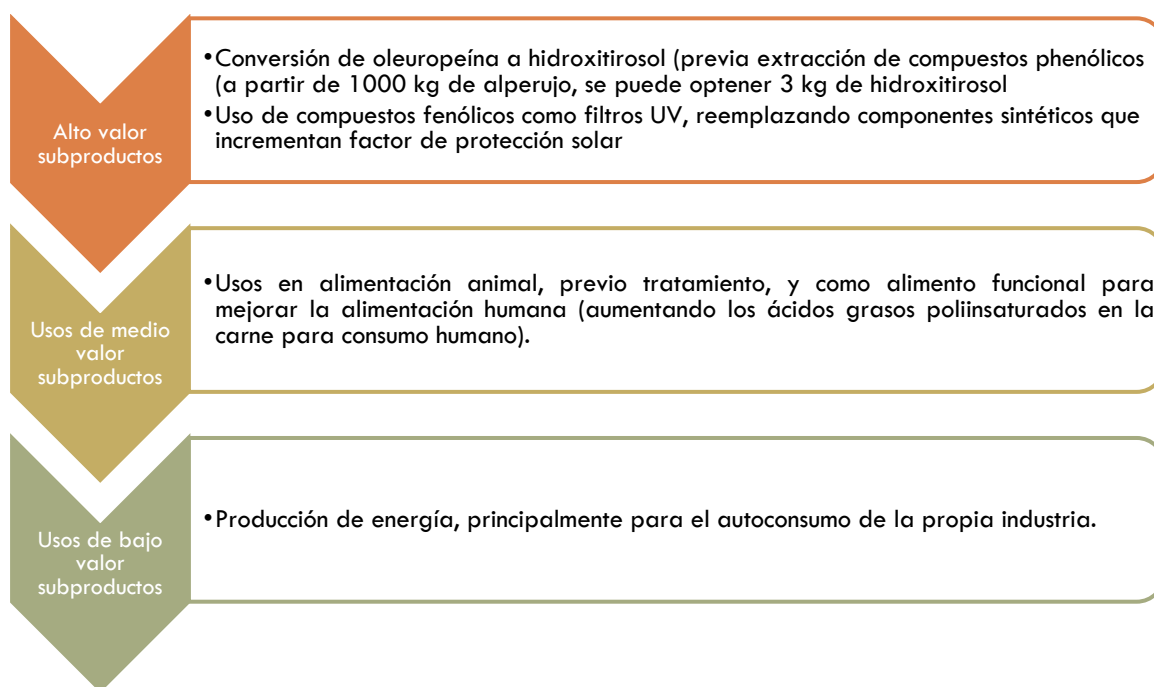 Alto valor
subproductos
•Conversión de oleuropeína a hidroxitirosol (previa extracción de compuestos phenólicos
(a partir de 1000 kg de alperujo, se puede optener 3 kg de hidroxitirosol
•Uso de compuestos fenólicos como filtros UV, reemplazando componentes sintéticos que
incrementan factor de protección solar
Usos de medio
valor
subproductos
•Usos en alimentación animal, previo tratamiento, y como alimento funcional para
mejorar la alimentación humana (aumentando los ácidos grasos poliinsaturados en la
carne para consumo humano).
Usos de bajo
valor
subproductos
•Producción de energía, principalmente para el autoconsumo de la propia industria.